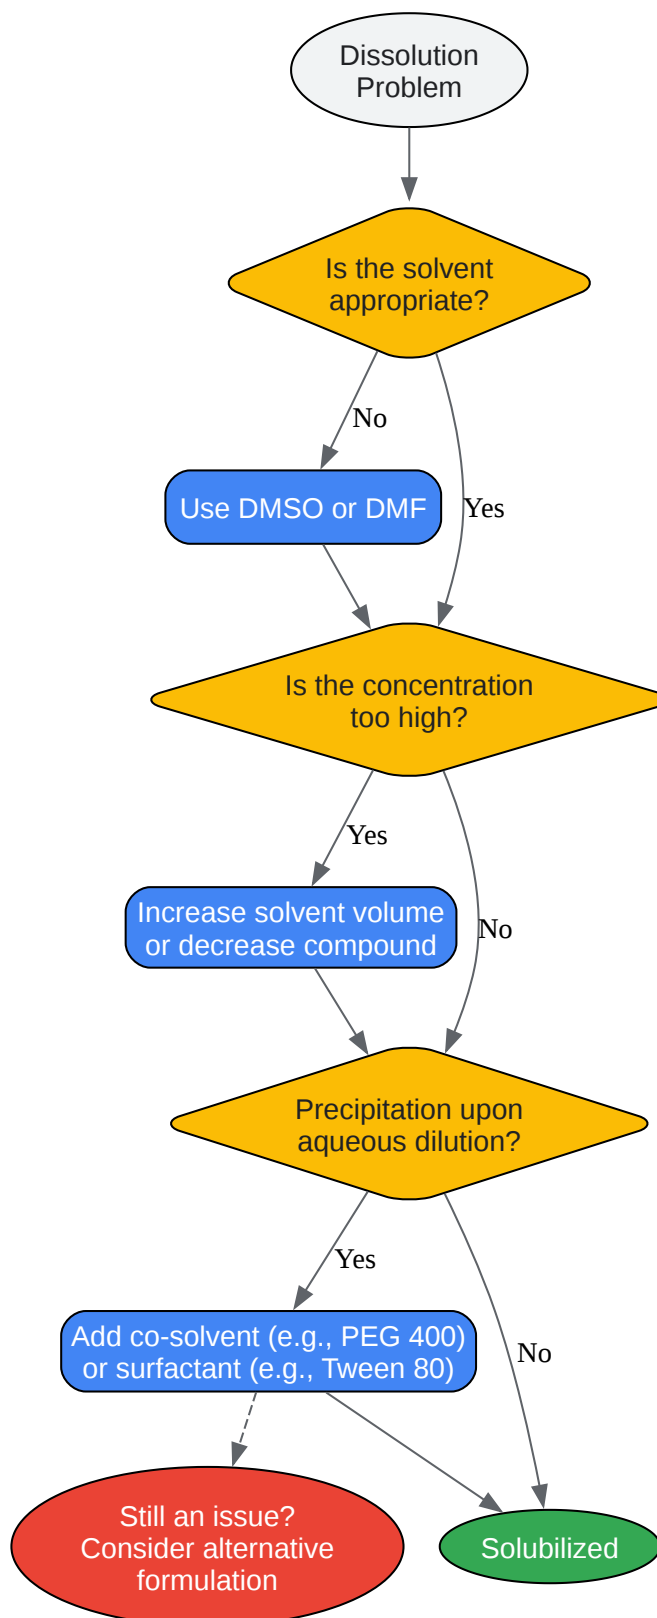 Dissolution
Problem
Is the solvent
appropriate?
No
Use DMSO or DMF
Yes
Is the concentration
too high?
Yes
Increase solvent volume
or decrease compound
No
Precipitation upon
aqueous dilution?
Yes
Add co-solvent (e.g., PEG 400)
or surfactant (e.g., Tween 80)
No
Still an issue?
Consider alternative
formulation
Solubilized